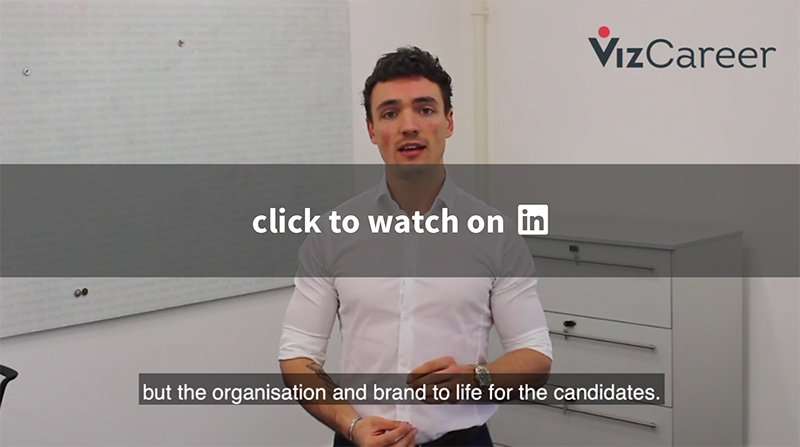 VizCareer
click to watch on in
but the organisation and brand to life for the candidates.